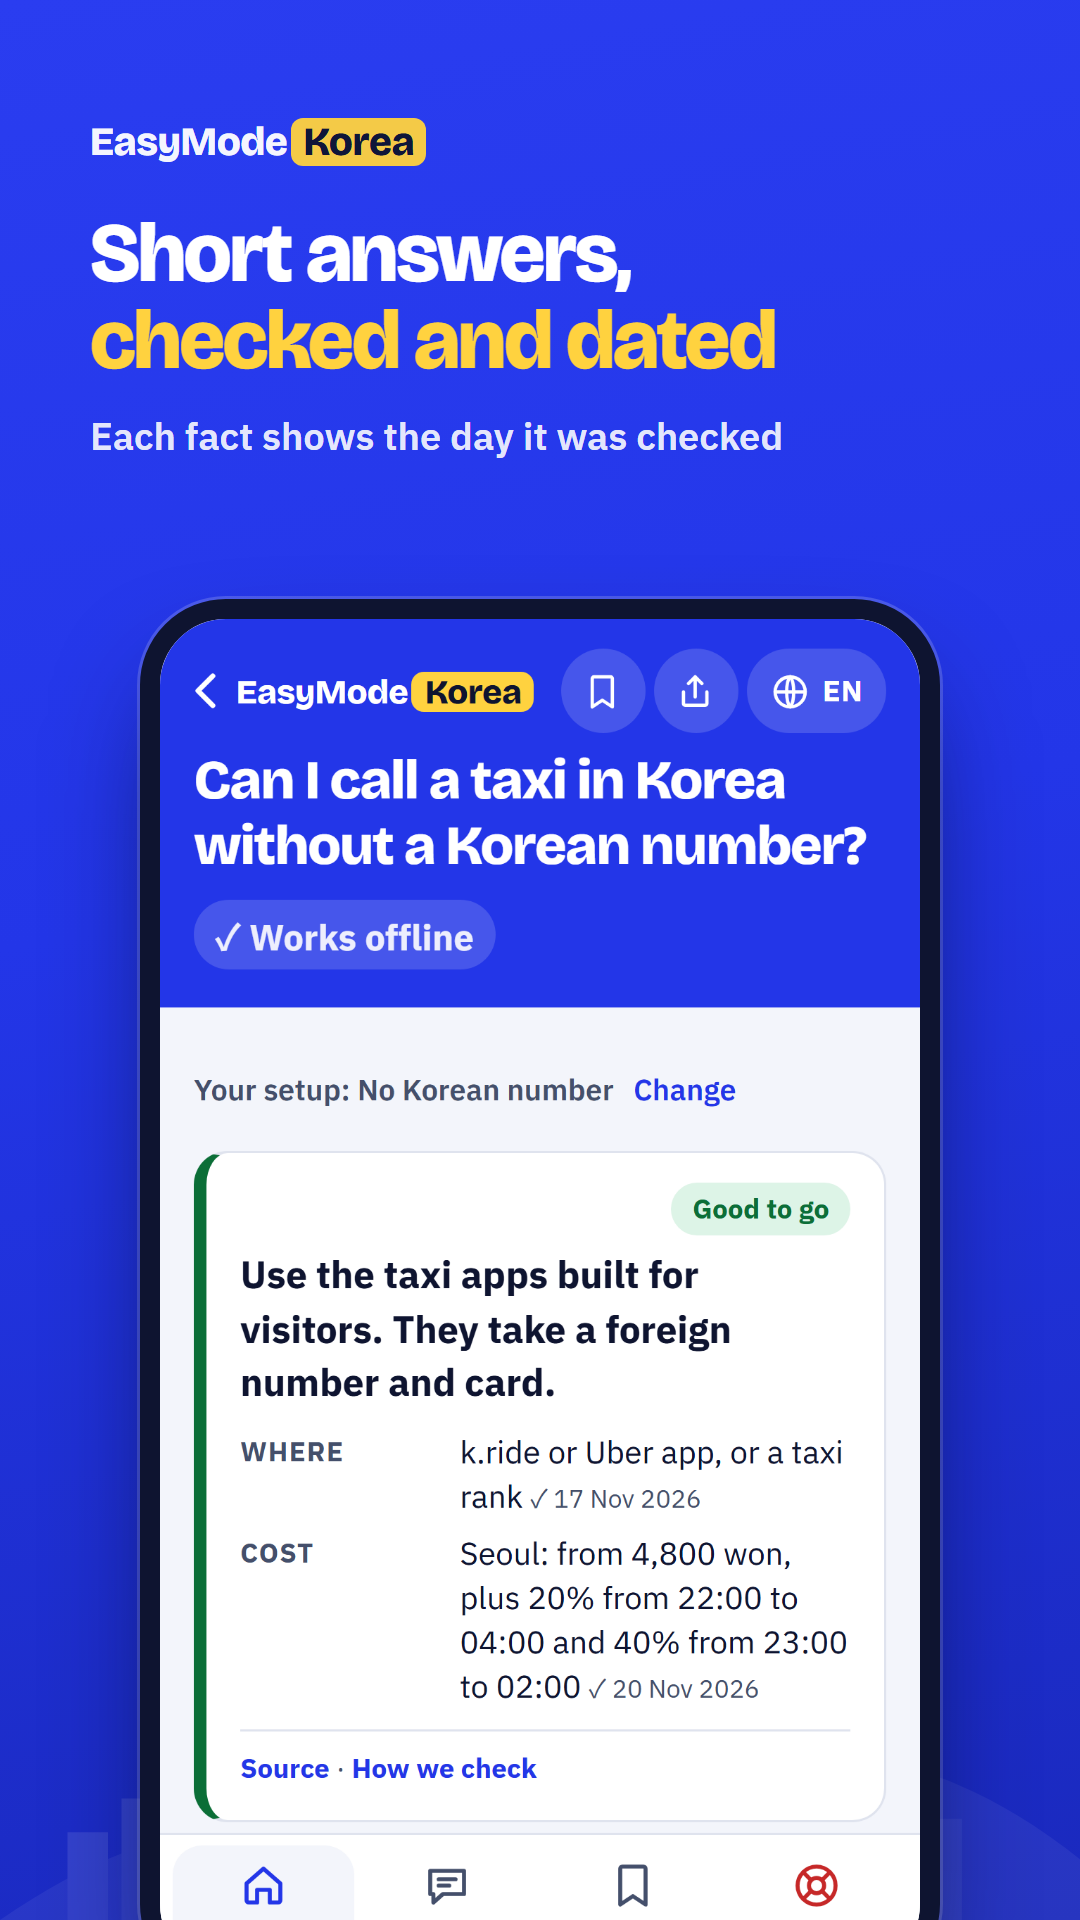 EasyMode Korea
Short answers,
checked and dated
Each fact shows the day it was checked
EasyMode Korea
EN
Can I call a taxi in Korea
without a Korean number?
✓ Works offline
Your setup: No Korean number Change
Good to go
Use the taxi apps built for
visitors. They take a foreign
number and card.
WHERE k.ride or Uber app, or a taxi
rank ✓ 17 Nov 2026
COST Seoul: from 4,800 won,
plus 20% from 22:00 to
04:00 and 40% from 23:00
to 02:00 ✓ 20 Nov 2026
Source · How we check